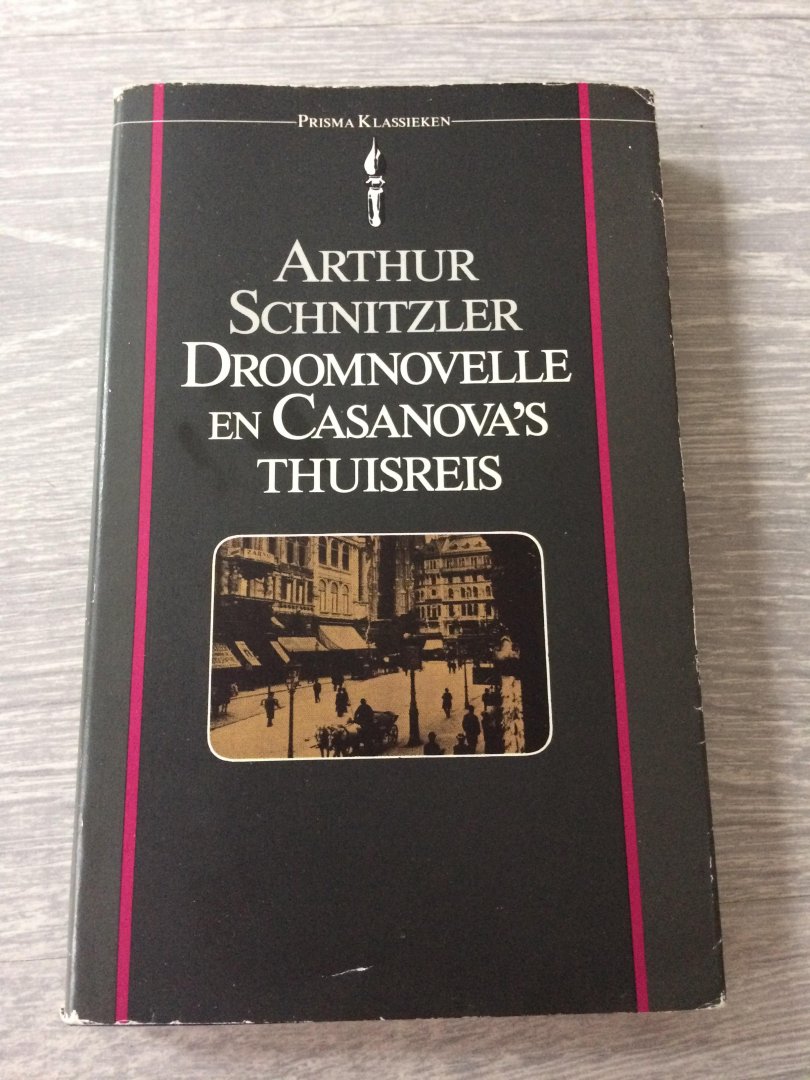 PRISMA KLASSIEKEN
ARTHUR
SCHNITZLER
DROOMNOVELLE
EN CASANOVA'S
THUISREIS